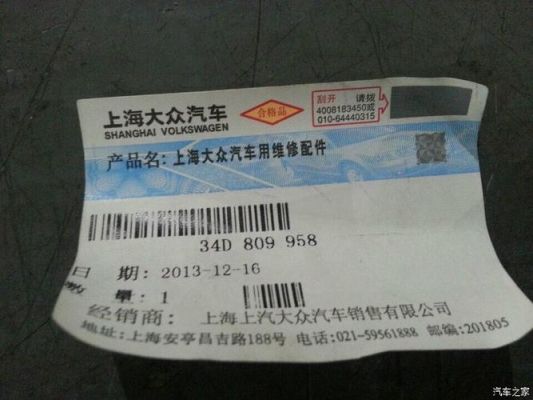 上海大众汽车
SHANGHAI VOLKSWAGEN
合格品
刮开 请拨
4008183450或
010-64440315
产品名: 上海大众汽车用维修配件
34D 809 958
日 期: 2013-12-16
数 量: 1
经销商: 上海上汽大众汽车销售有限公司
地址: 上海安亭昌吉路188号 电话: 021-59561888 邮编: 201805
汽车之家